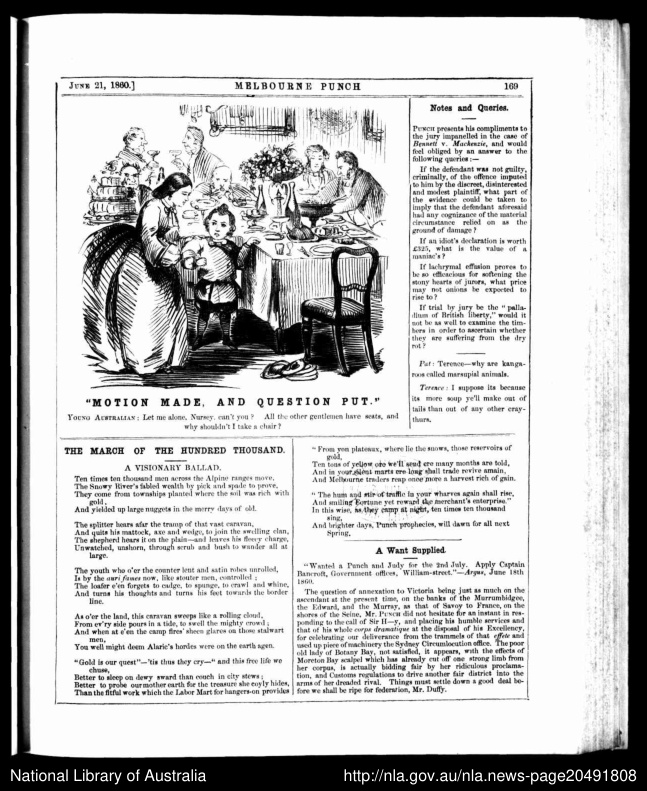 JUNE 21, 1860.]
MELBOURNE PUNCH
169
"MOTION MADE, AND QUESTION PUT."
YOUNG AUSTRALIAN: Let me alone, Nursey, can't you? All the other gentlemen have seats, and
why shouldn't I take a chair?
THE MARCH OF THE HUNDRED THOUSAND.
A VISIONARY BALLAD.
Ten times ten thousand men across the Alpine ranges move,
The Snowy River's fabled wealth by pick and spade to prove,
They come from townships planted where the soil was rich with
gold,
And yielded up large nuggets in the merry days of old.
The splitter hears afar the tramp of that vast caravan,
And quits his mattock, axe and wedge, to join the swelling clan,
The shepherd hears it on the plain—and leaves his fleecy charge,
Unwatched, unshorn, through scrub and bush to wander all at
large.
The youth who o'er the counter lent and satin robes unrolled,
Is by the auri fames now, like stouter men, controlled;
The loafer e'en forgets to cadge, to spunge, to crawl and whine,
And turns his thoughts and turns his feet towards the border
line.
As o'er the land, this caravan sweeps like a rolling cloud,
From ev'ry side pours in a tide, to swell the mighty crowd;
And when at e'en the camp fires' sheen glares on those stalwart
men,
You well might deem Alaric's hordes were on the earth agen.
"Gold is our quest"—'tis thus they cry—"and this free life we
chuse,
Better to sleep on dewy sward than couch in city stews;
Better to probe our mother earth for the treasure she coyly hides,
Than the fitful work which the Labor Mart for hangers-on provides
"From yon plateaux, where lie the snows, those reservoirs of
gold,
Ten tons of yellow ore we'll send ere many months are told,
And in your silent marts ere long shall trade revive amain,
And Melbourne traders reap once more a harvest rich of gain.
"The hum and stir of traffic in your wharves again shall rise,
And smiling Fortune yet reward the merchant's enterprise,"
In this wise, as they camp at night, ten times ten thousand
sing,
And brighter days, Punch prophecies, will dawn for all next
Spring.
A Want Supplied.
"Wanted a Punch and Judy for the 2nd July. Apply Captain
Bancroft, Government offices, William-street."—Argus, June 18th
1860.
The question of annexation to Victoria being just as much on the
ascendant at the present time, on the banks of the Murrumbidgee,
the Edward, and the Murray, as that of Savoy to France, on the
shores of the Seine, Mr. PUNCH did not hesitate for an instant in res-
ponding to the call of Sir H—y, and placing his humble services and
that of his whole corps dramatique at the disposal of his Excellency,
for celebrating our deliverance from the trammels of that effete and
used up piece of machinery the Sydney Circumlocution office. The poor
old lady of Botany Bay, not satisfied, it appears, with the effects of
Moreton Bay scalpel which has already cut off one strong limb from
her corpus, is actually bidding fair by her ridiculous proclama-
tion, and Customs regulations to drive another fair district into the
arms of her dreaded rival. Things must settle down a good deal be-
fore we shall be ripe for federation, Mr. Duffy.
Notes and Queries.
PUNCH presents his compliments to
the jury impanelled in the case of
Bennett v. Mackenzie, and would
feel obliged by an answer to the
following queries:—
If the defendant was not guilty,
criminally, of the offence imputed
to him by the discreet, disinterested
and modest plaintiff, what part of
the evidence could be taken to
imply that the defendant aforesaid
had any cognizance of the material
circumstance relied on as the
ground of damage?
If an idiot's declaration is worth
£325, what is the value of a
maniac's?
If lachrymal effusion proves to
be so efficacious for softening the
stony hearts of jurors, what price
may not onions be expected to
rise to?
If trial by jury be the "palla-
dium of British liberty," would it
not be as well to examine the tim-
bers in order to ascertain whether
they are suffering from the dry
rot?
Pat: Terence—why are kanga-
roos called marsupial animals.
Terence: I suppose its because
its more soup ye'll make out of
tails than out of any other cray-
thurs.
National Library of Australia
http://nla.gov.au/nla.news-page20491808